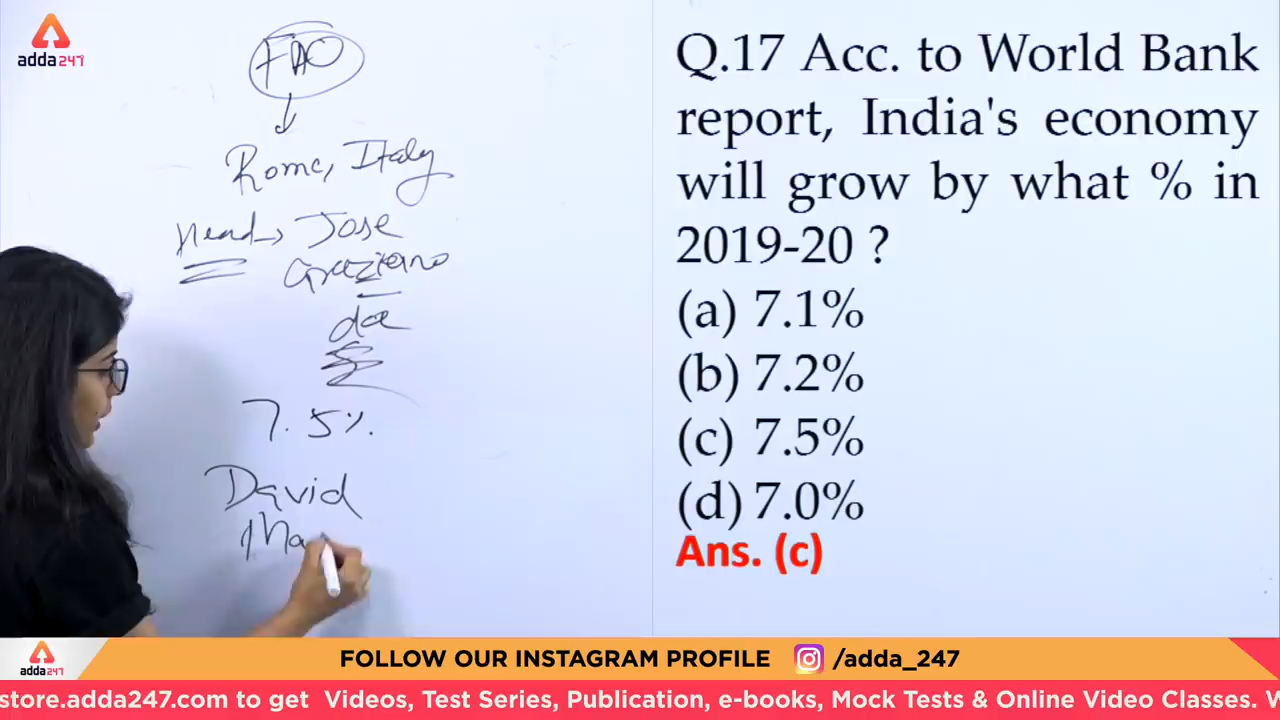 adda247
FAO
Rome, Italy
Head → Jose
Graziano
da
7.5%.
David
Ma
Q.17 Acc. to World Bank
report, India's economy
will grow by what % in
2019-20 ?
(a) 7.1%
(b) 7.2%
(c) 7.5%
(d) 7.0%
Ans. (c)
adda247
FOLLOW OUR INSTAGRAM PROFILE /adda_247
store.adda247.com to get Videos, Test Series, Publication, e-books, Mock Tests & Online Video Classes. W